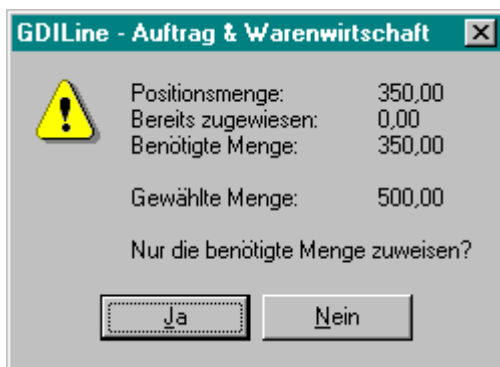 GDILine - Auftrag & Warenwirtschaft
Positionsmenge: 350,00
Bereits zugewiesen: 0,00
Benötigte Menge: 350,00
Gewählte Menge: 500,00
Nur die benötigte Menge zuweisen?
Ja Nein